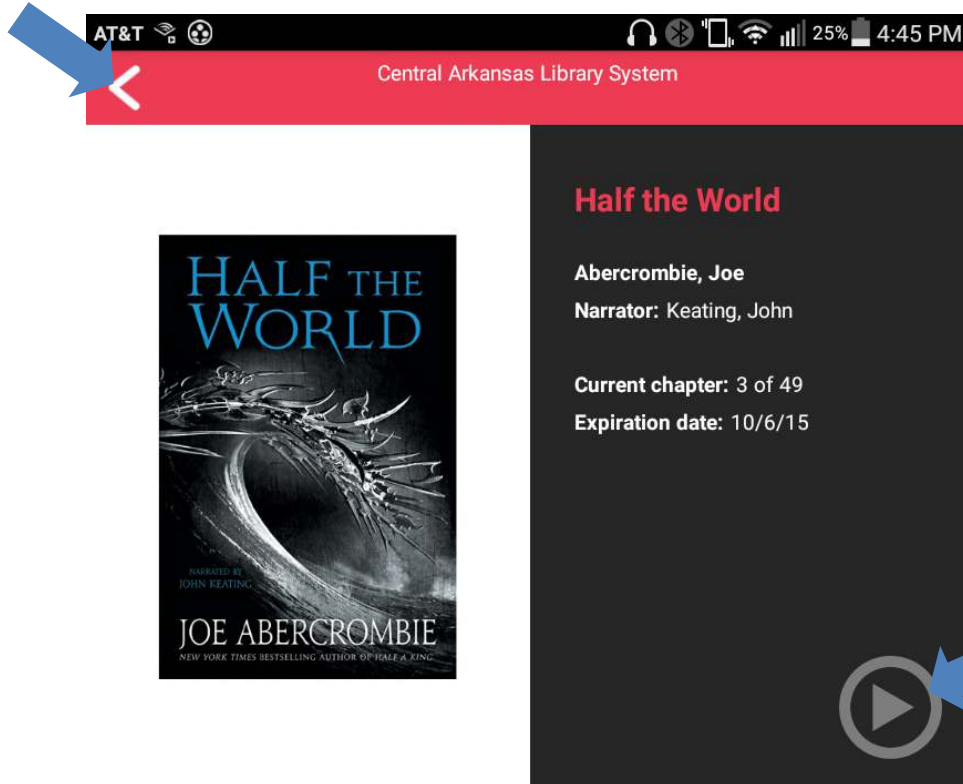 AT&T
25% 4:45 PM
Central Arkansas Library System
HALF THE
WORLD
NARRATED BY
JOHN KEATING
JOE ABERCROMBIE
NEW YORK TIMES BESTSELLING AUTHOR OF HALF A KING
Half the World
Abercrombie, Joe
Narrator: Keating, John
Current chapter: 3 of 49
Expiration date: 10/6/15